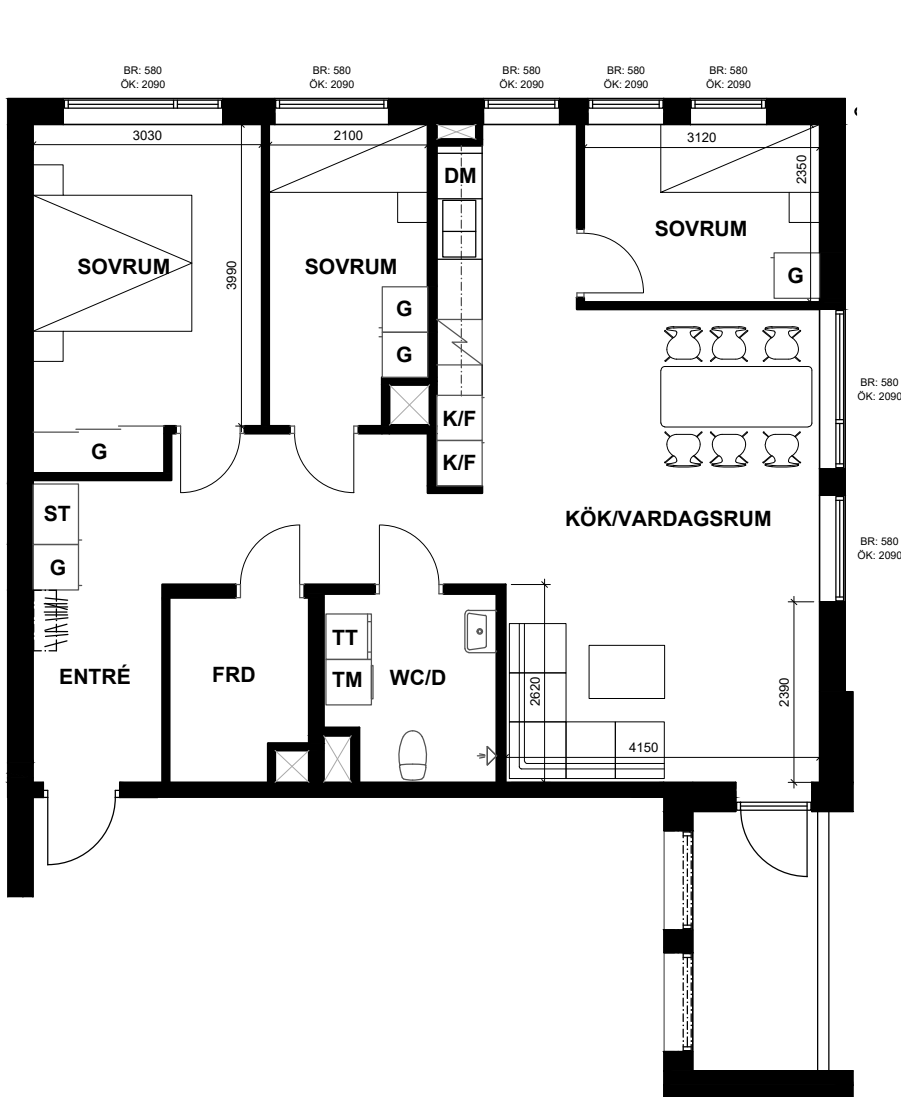 BR: 580
ÖK: 2090
BR: 580
ÖK: 2090
BR: 580
ÖK: 2090
BR: 580
ÖK: 2090
BR: 580
ÖK: 2090
3030
2100
3120
2350
3990
DM
SOVRUM
SOVRUM
SOVRUM
G
G
G
K/F
K/F
G
BR: 580
ÖK: 2090
ST
G
KÖK/VARDAGSRUM
BR: 580
ÖK: 2090
TT
TM
ENTRÉ
FRD
WC/D
2620
2390
4150